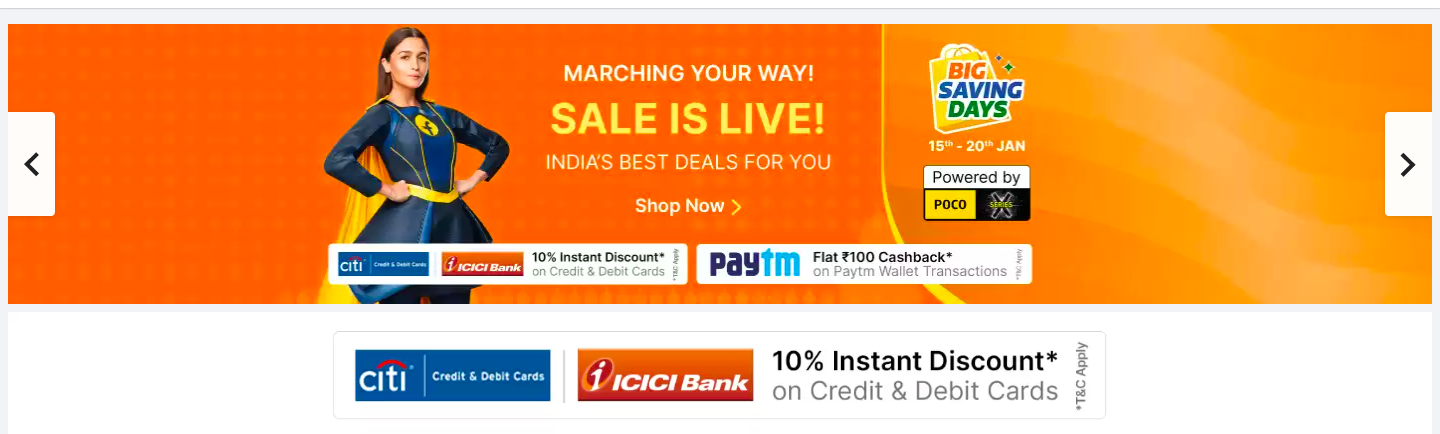 MARCHING YOUR WAY!
SALE IS LIVE!
INDIA'S BEST DEALS FOR YOU
Shop Now
BIG
SAVING
DAYS
15th - 20th JAN
Powered by
POCO
X
SERIES
citi Credit & Debit Cards
ICICI Bank
10% Instant Discount*
on Credit & Debit Cards
*T&C Apply
paytm
Flat ₹100 Cashback*
on Paytm Wallet Transactions
*T&C Apply
citi Credit & Debit Cards
ICICI Bank
10% Instant Discount*
on Credit & Debit Cards
*T&C Apply